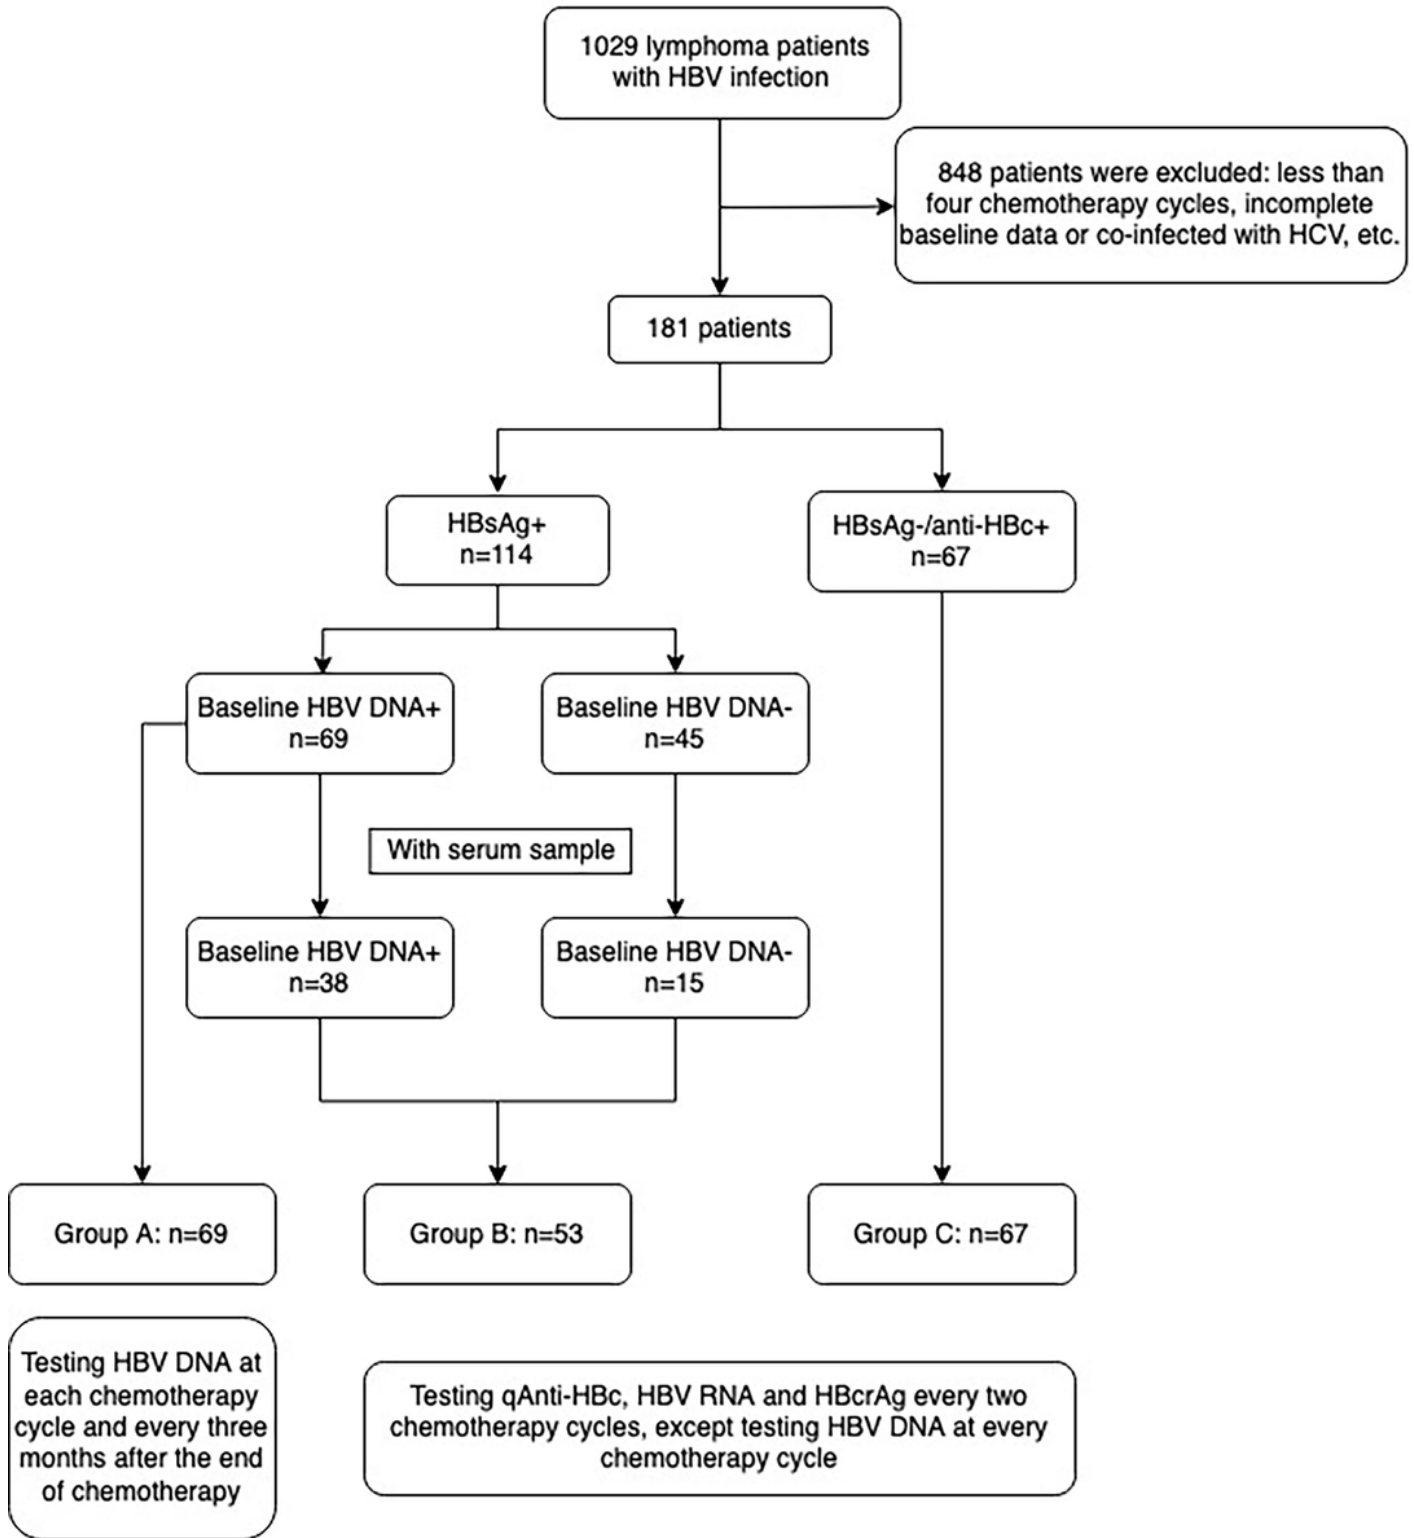 1029 lymphoma patients
with HBV infection
848 patients were excluded: less than
four chemotherapy cycles, incomplete
baseline data or co-infected with HCV, etc.
181 patients
HBsAg+
n=114
HBsAg-/anti-HBc+
n=67
Baseline HBV DNA+
n=69
Baseline HBV DNA-
n=45
With serum sample
Baseline HBV DNA+
n=38
Baseline HBV DNA-
n=15
Group A: n=69
Group B: n=53
Group C: n=67
Testing HBV DNA at
each chemotherapy
cycle and every three
months after the end
of chemotherapy
Testing qAnti-HBc, HBV RNA and HBcrAg every two
chemotherapy cycles, except testing HBV DNA at every
chemotherapy cycle